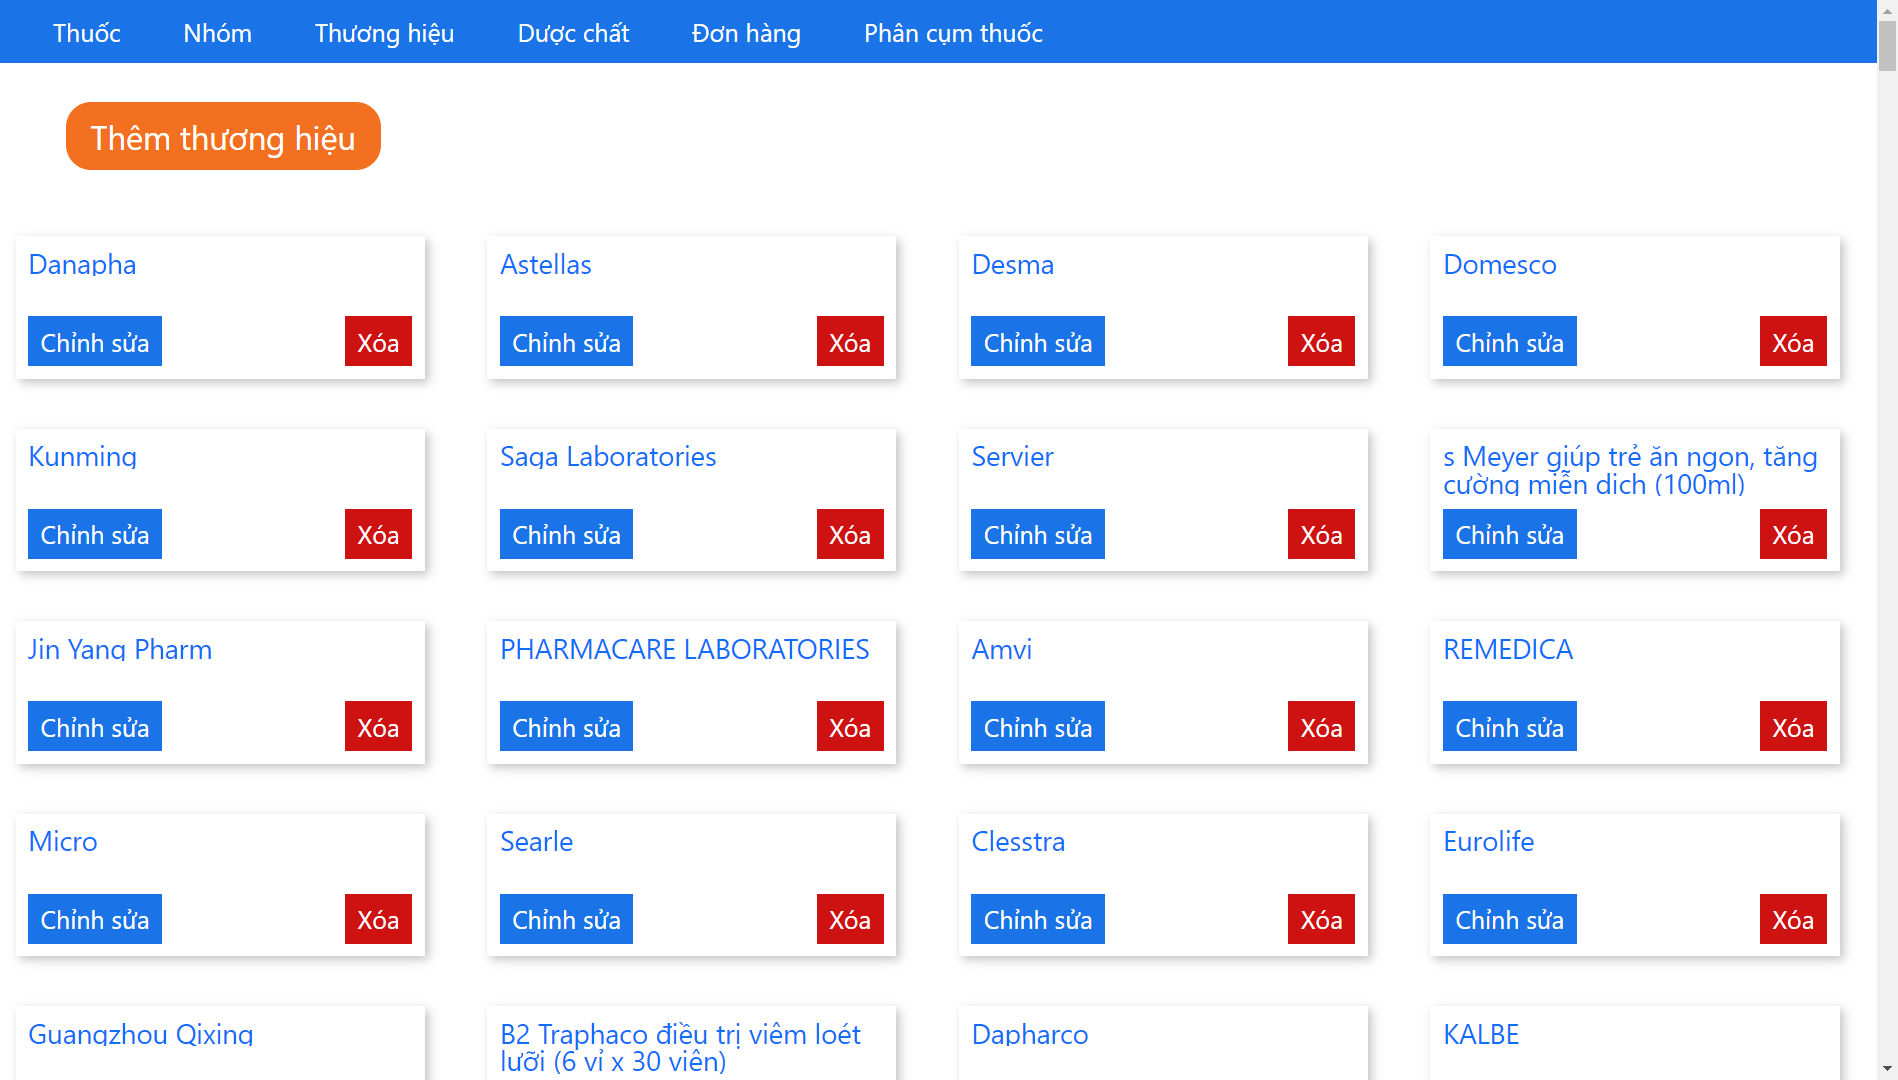 Thuốc Nhóm Thương hiệu Dược chất Đơn hàng Phân cụm thuốc
Thêm thương hiệu
Danapha
Chỉnh sửa Xóa
Astellas
Chỉnh sửa Xóa
Desma
Chỉnh sửa Xóa
Domesco
Chỉnh sửa Xóa
Kunming
Chỉnh sửa Xóa
Saga Laboratories
Chỉnh sửa Xóa
Servier
Chỉnh sửa Xóa
s Meyer giúp trẻ ăn ngon, tăng
cường miễn dịch (100ml)
Chỉnh sửa Xóa
Jin Yang Pharm
Chỉnh sửa Xóa
PHARMACARE LABORATORIES
Chỉnh sửa Xóa
Amvi
Chỉnh sửa Xóa
REMEDICA
Chỉnh sửa Xóa
Micro
Chỉnh sửa Xóa
Searle
Chỉnh sửa Xóa
Clesstra
Chỉnh sửa Xóa
Eurolife
Chỉnh sửa Xóa
Guangzhou Qixing
B2 Traphaco điều trị viêm loét
lưỡi (6 vỉ x 30 viên)
Dapharco
KALBE